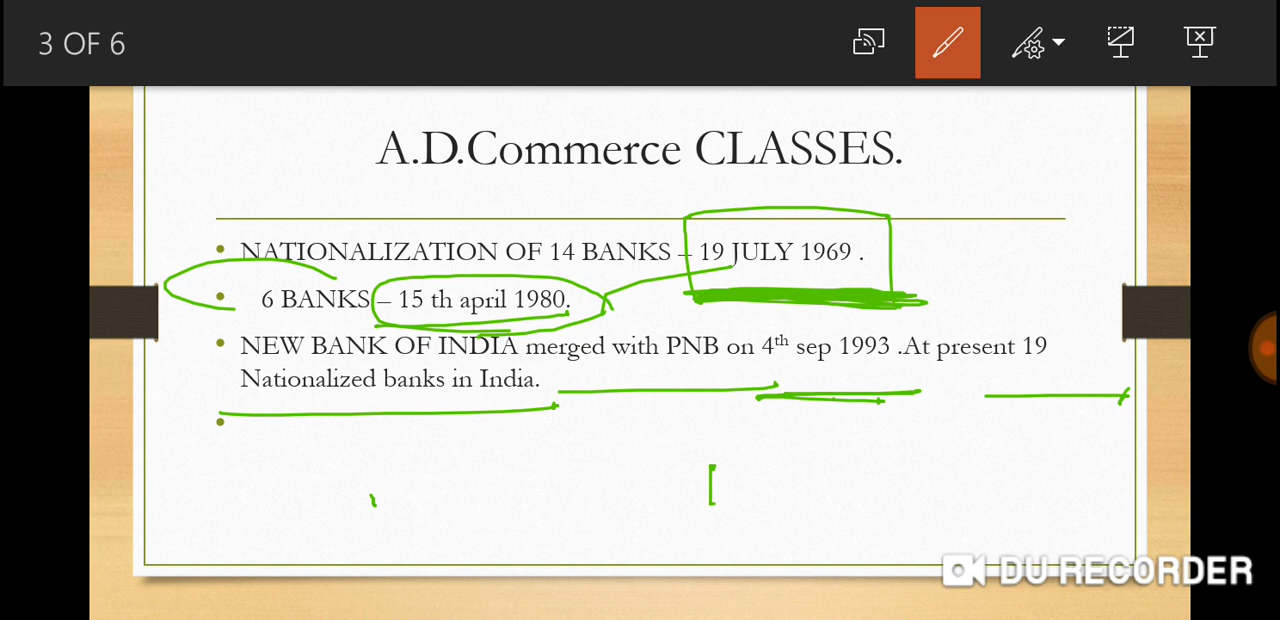 3 OF 6
A.D.Commerce CLASSES.
• NATIONALIZATION OF 14 BANKS – 19 JULY 1969 .
• 6 BANKS – 15 th april 1980.
• NEW BANK OF INDIA merged with PNB on 4th sep 1993 .At present 19
Nationalized banks in India.
•
DU RECORDER